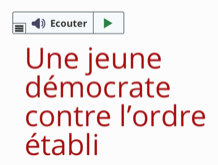 Ecouter
Une jeune
démocrate
contre l’ordre
établi